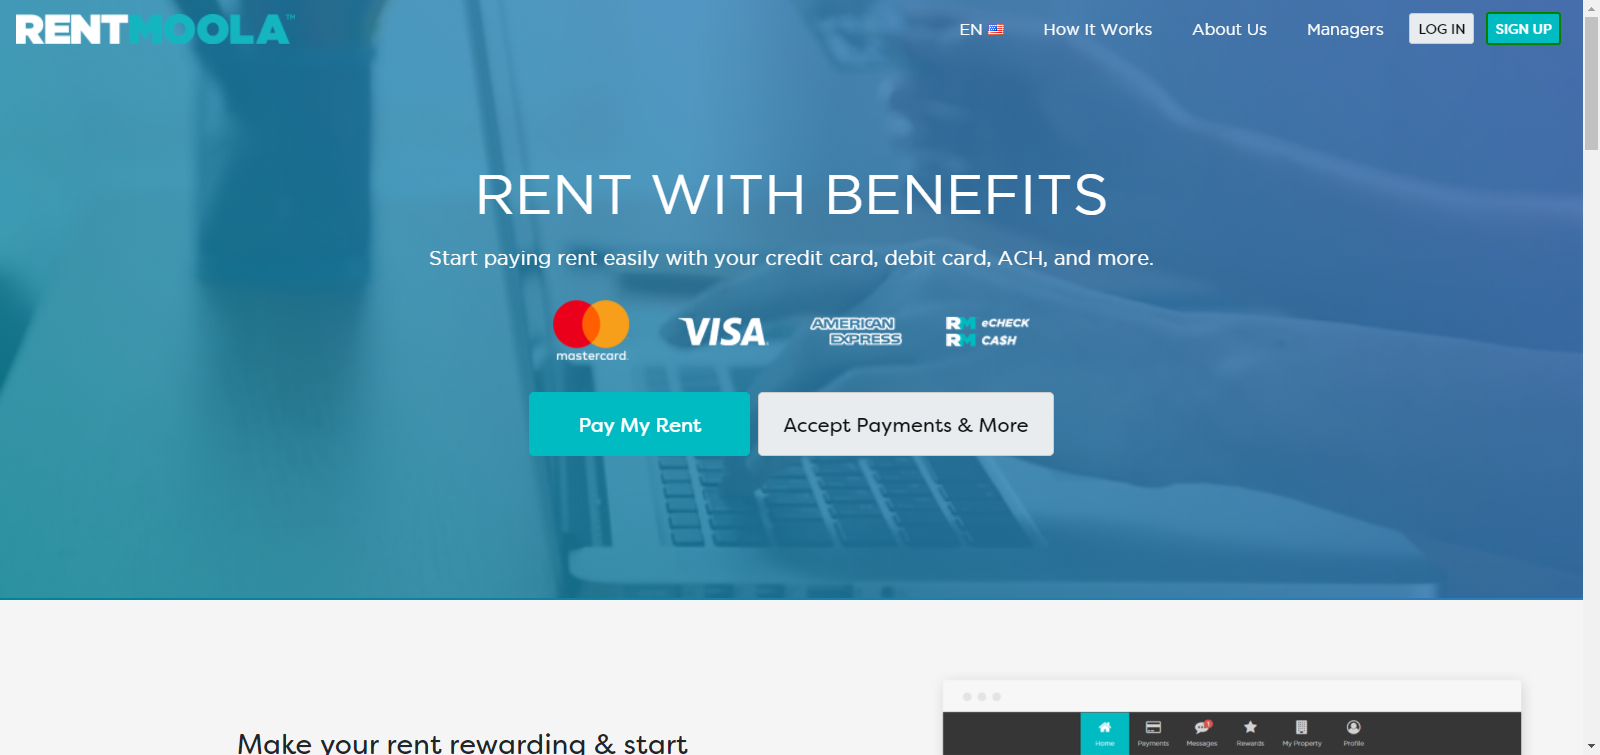 RENTMOOLA™
EN How It Works About Us Managers LOG IN SIGN UP
RENT WITH BENEFITS
Start paying rent easily with your credit card, debit card, ACH, and more.
mastercard.
VISA
AMERICAN
EXPRESS
RM eCHECK
RM CA$H
Pay My Rent
Accept Payments & More
Make your rent rewarding & start
1
Home Payments Messages Rewards My Property Profile